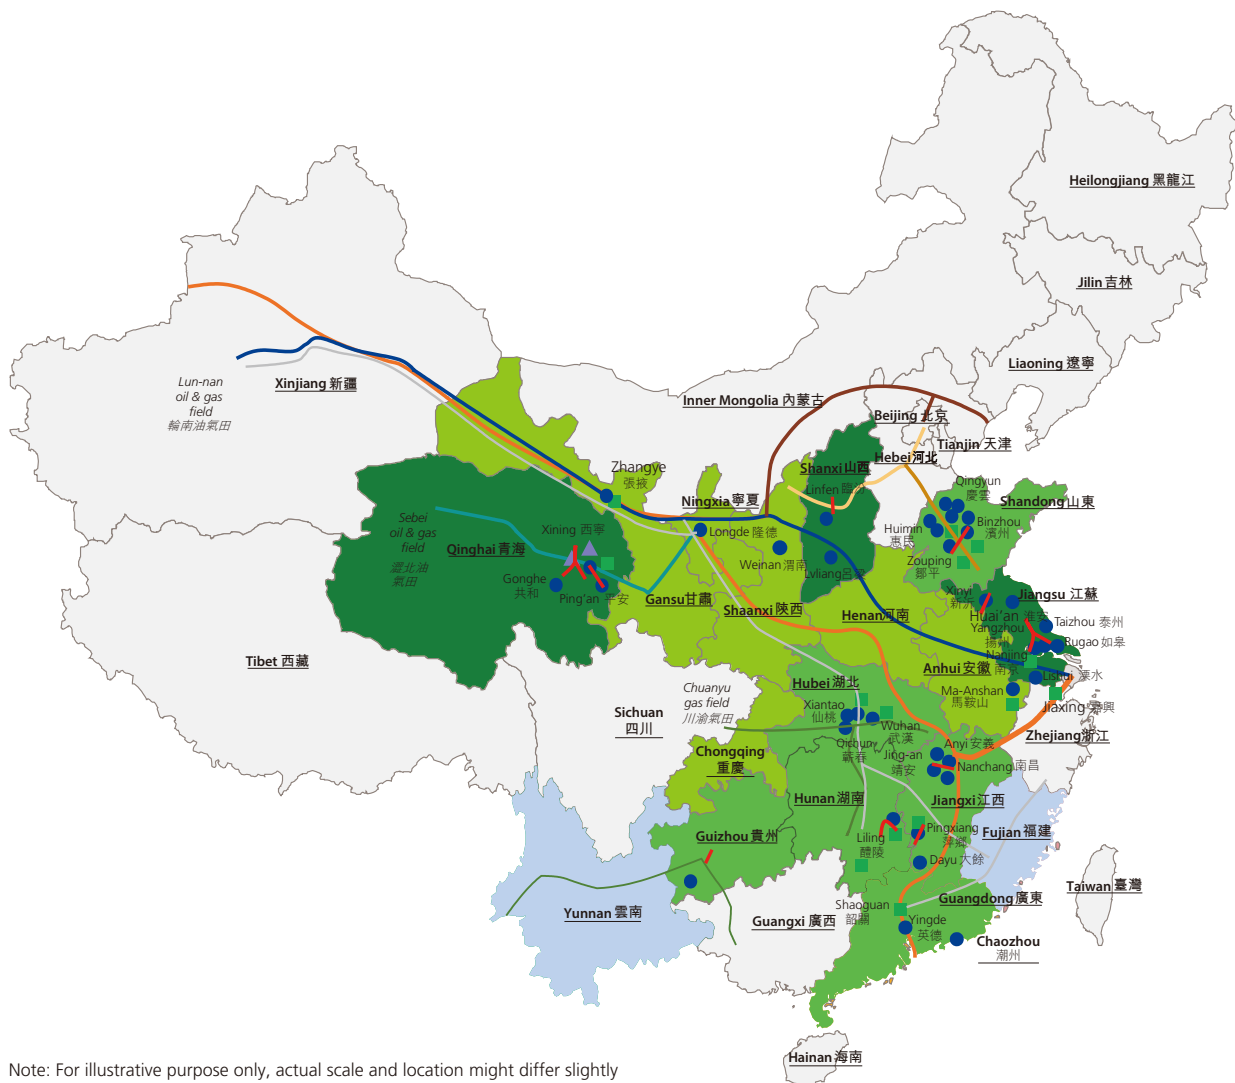 Heilongjiang 黑龍江
Jilin 吉林
Liaoning 遼寧
Lun-nan
oil & gas
field
輪南油氣田
Xinjiang 新疆
Inner Mongolia 內蒙古
Beijing 北京
Tianjin 天津
Hebei 河北
Shanxi 山西
Zhangye
張掖
Ningxia 寧夏
Linfen 臨汾
Qingyun
慶雲
Shandong 山東
Huimin
惠民
Binzhou
濱州
Sebei
oil & gas
field
澀北油
氣田
Xining 西寧
Qinghai 青海
Longde 隆德
Weinan 渭南
Lvliang 呂梁
Zouping
鄒平
Gonghe
共和
Ping'an 平安
Gansu 甘肅
Shaanxi 陝西
Henan 河南
Xinyi
新沂
Jiangsu 江蘇
Huai'an 淮安
Yangzhou
揚州
Taizhou 泰州
Rugao 如皋
Nanjing
南京
Tibet 西藏
Anhui 安徽
Lishui 溧水
Chuanyu
gas field
川渝氣田
Hubei 湖北
Ma-Anshan
馬鞍山
Jiaxing 嘉興
Sichuan
四川
Xiantao
仙桃
Wuhan
武漢
Zhejiang 浙江
Chongqing
重慶
Qichun
蘄春
Jing-an
靖安
Anyi 安義
Nanchang 南昌
Hunan 湖南
Jiangxi 江西
Guizhou 貴州
Liling
醴陵
Pingxiang
萍鄉
Fujian 福建
Dayu 大餘
Yunnan 雲南
Guangxi 廣西
Shaoguan
韶關
Guangdong 廣東
Taiwan 臺灣
Yingde
英德
Chaozhou
潮州
Hainan 海南
Note: For illustrative purpose only, actual scale and location might differ slightly